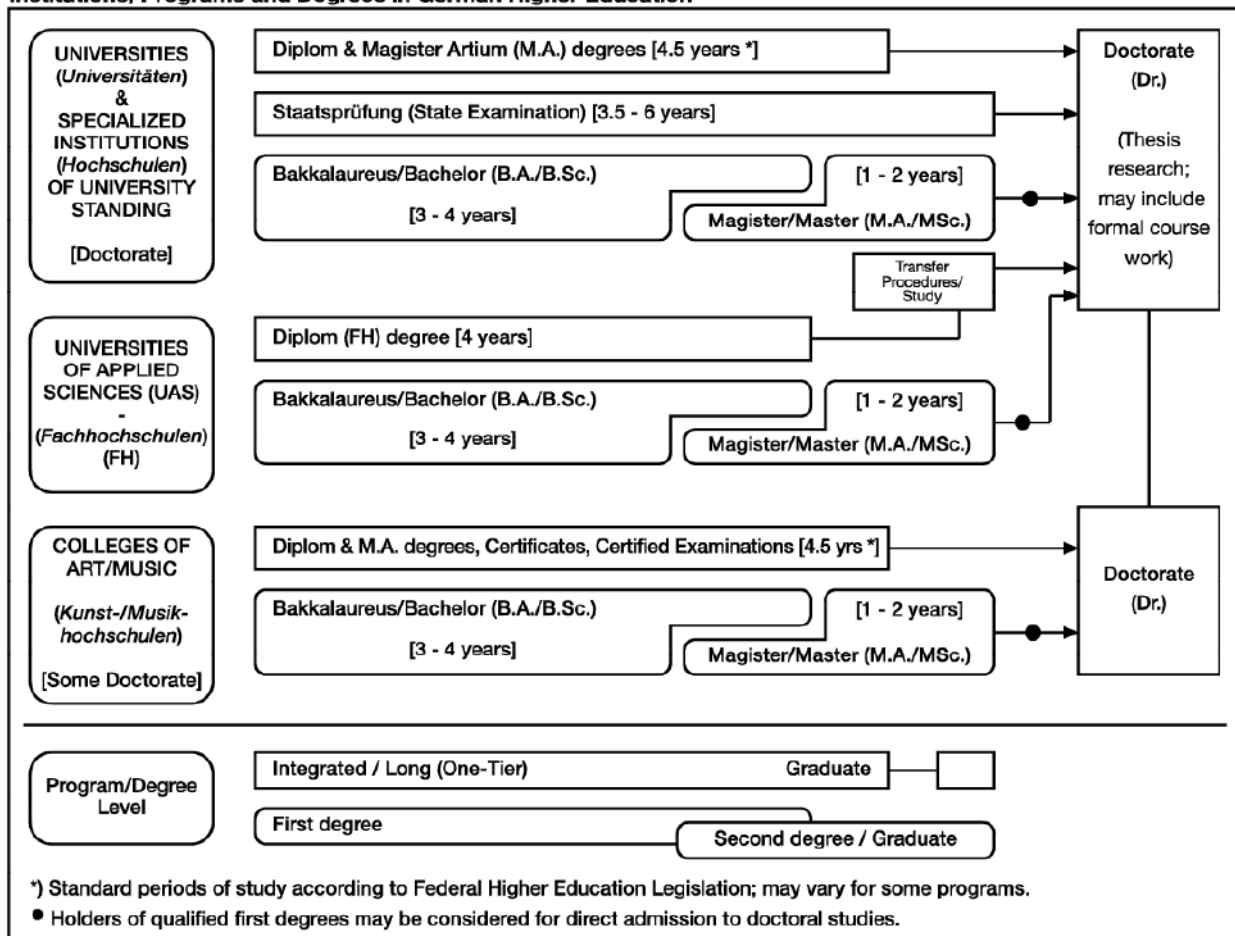 Institutions, Programs and Degrees in German Higher Education
UNIVERSITIES
(Universitäten)
&
SPECIALIZED
INSTITUTIONS
(Hochschulen)
OF UNIVERSITY
STANDING
[Doctorate]
Diplom & Magister Artium (M.A.) degrees [4.5 years *]
Staatsprüfung (State Examination) [3.5 - 6 years]
Bakkalaureus/Bachelor (B.A./B.Sc.)
[3 - 4 years]
[1 - 2 years]
Magister/Master (M.A./MSc.)
Transfer
Procedures/
Study
Doctorate
(Dr.)
(Thesis
research;
may include
formal course
work)
UNIVERSITIES
OF APPLIED
SCIENCES (UAS)
-
(Fachhochschulen)
(FH)
Diplom (FH) degree [4 years]
Bakkalaureus/Bachelor (B.A./B.Sc.)
[3 - 4 years]
[1 - 2 years]
Magister/Master (M.A./MSc.)
COLLEGES OF
ART/MUSIC
(Kunst-/Musik-
hochschulen)
[Some Doctorate]
Diplom & M.A. degrees, Certificates, Certified Examinations [4.5 yrs *]
Bakkalaureus/Bachelor (B.A./B.Sc.)
[3 - 4 years]
[1 - 2 years]
Magister/Master (M.A./MSc.)
Doctorate
(Dr.)
Program/Degree
Level
Integrated / Long (One-Tier) Graduate
First degree
Second degree / Graduate
*) Standard periods of study according to Federal Higher Education Legislation; may vary for some programs.
● Holders of qualified first degrees may be considered for direct admission to doctoral studies.